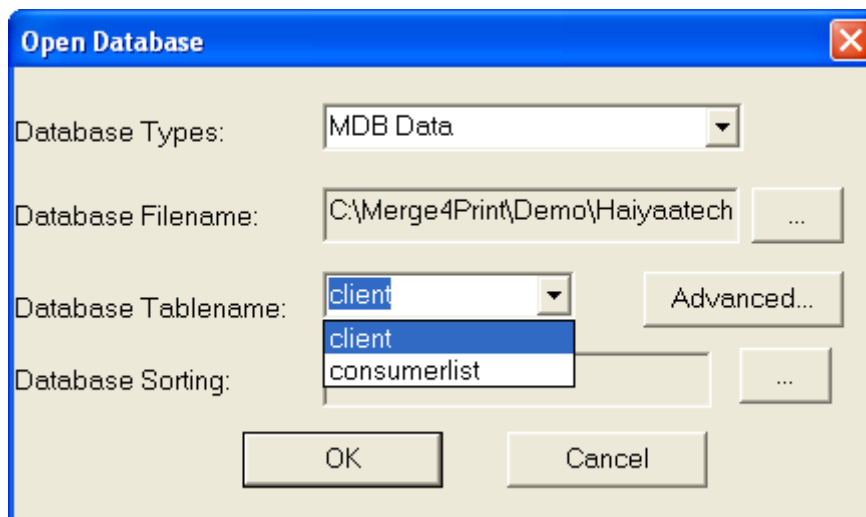 Open Database
Database Types: MDB Data
Database Filename: C:\Merge4Print\Demo\Haiyaatech ...
Database Tablename: client Advanced...
client
consumerlist
Database Sorting: ...
OK Cancel